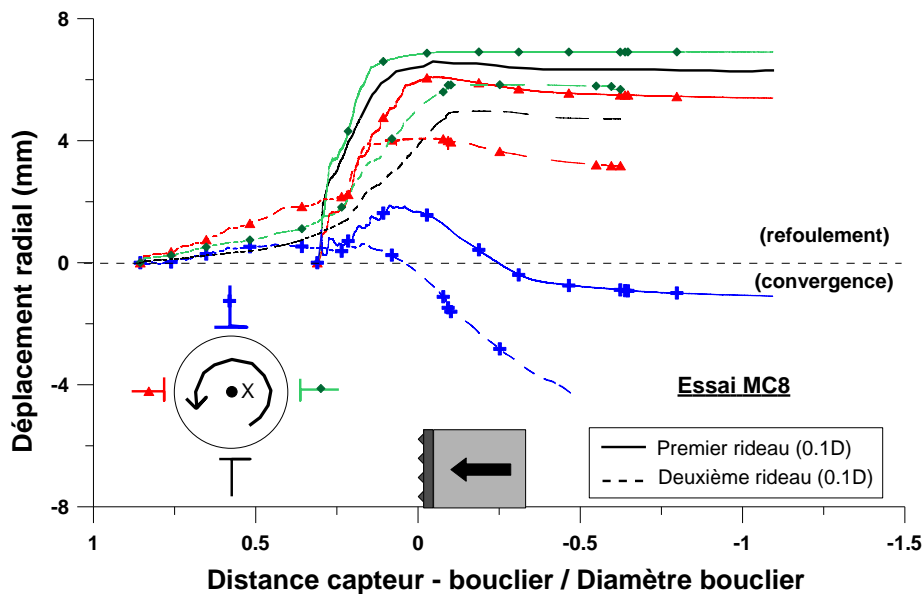 8
4
0
-4
-8
Déplacement radial (mm)
(refoulement)
(convergence)
X
Essai MC8
Premier rideau (0.1D)
Deuxième rideau (0.1D)
1 0.5 0 -0.5 -1 -1.5
Distance capteur - bouclier / Diamètre bouclier